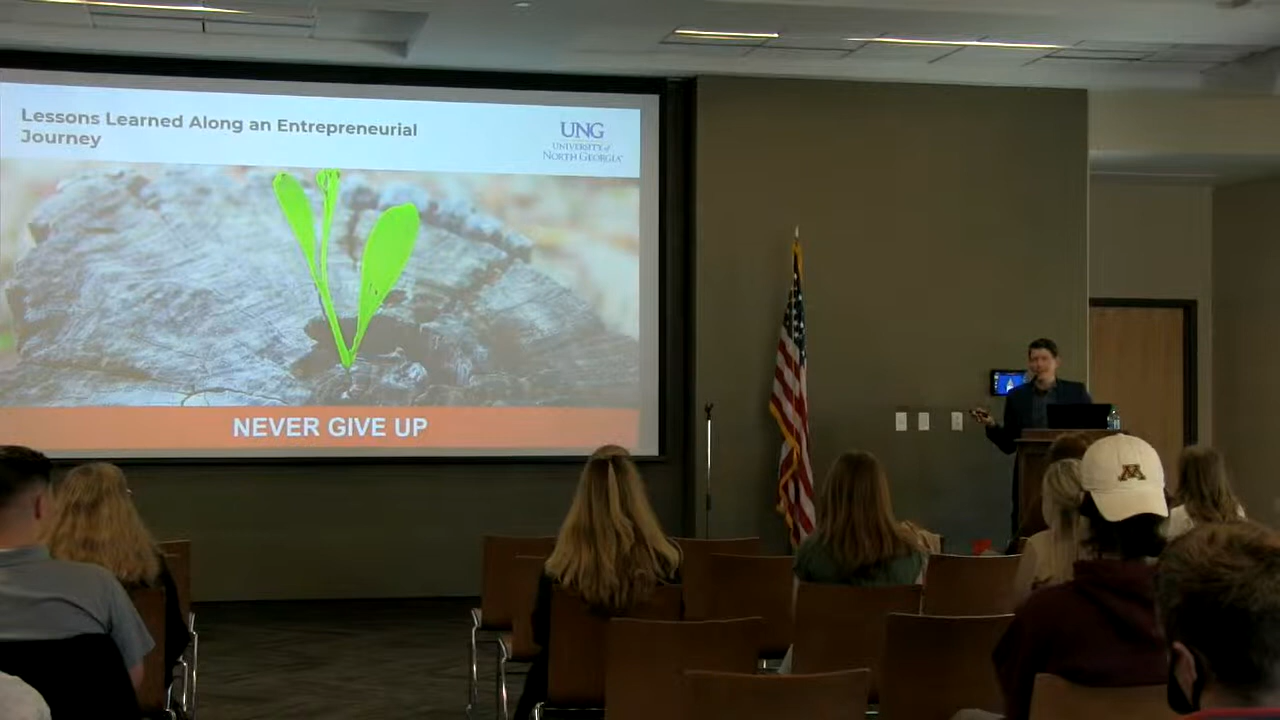 Lessons Learned Along an Entrepreneurial
Journey
UNG
UNIVERSITY of
NORTH GEORGIA
NEVER GIVE UP
M